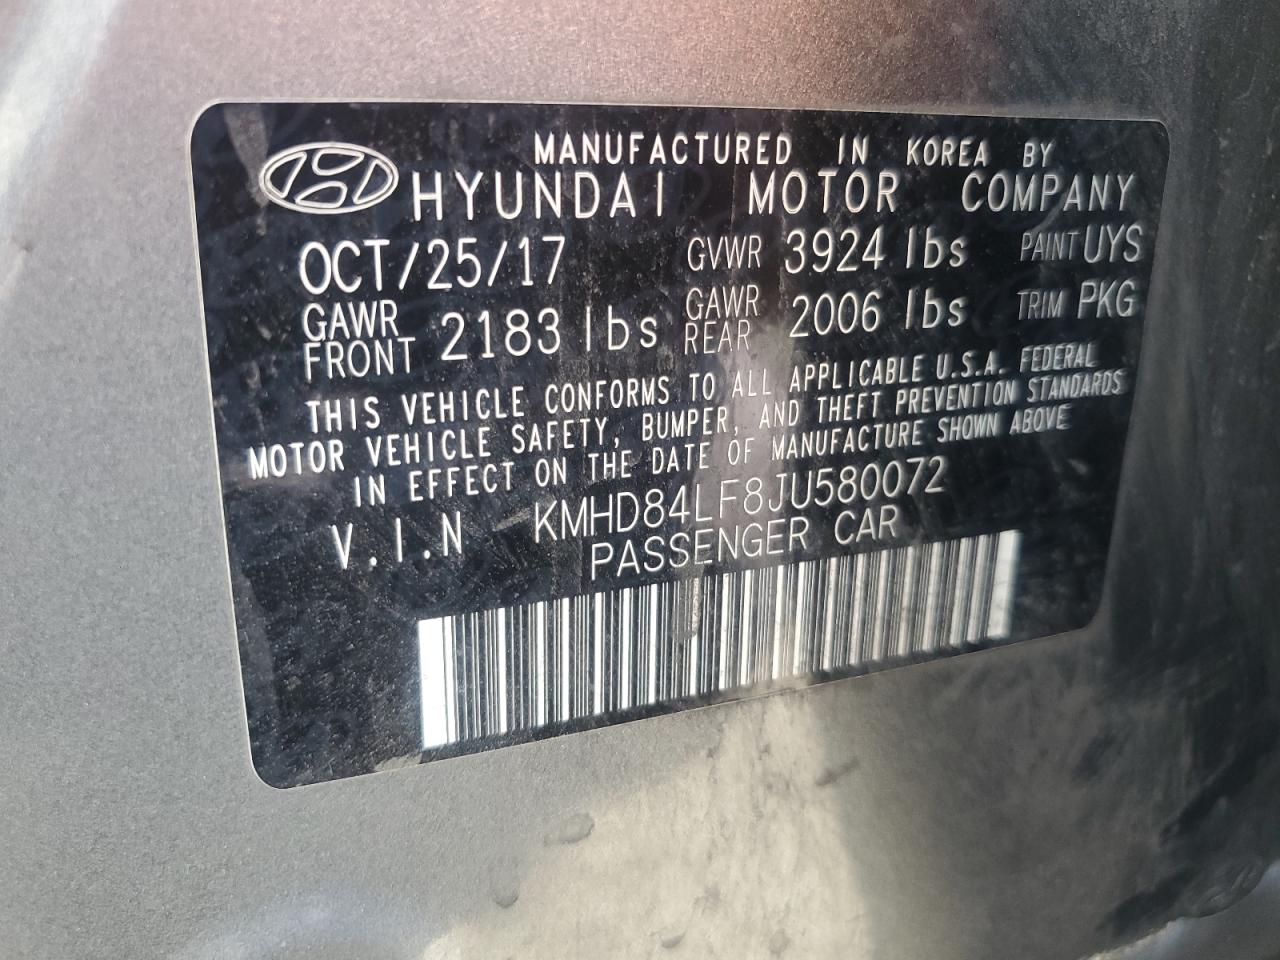 MANUFACTURED IN KOREA BY
HYUNDAI MOTOR COMPANY
OCT/25/17 GVWR 3924 lbs PAINT UYS
GAWR FRONT 2183 lbs GAWR REAR 2006 lbs TRIM PKG
THIS VEHICLE CONFORMS TO ALL APPLICABLE U.S.A. FEDERAL
MOTOR VEHICLE SAFETY, BUMPER, AND THEFT PREVENTION STANDARDS
IN EFFECT ON THE DATE OF MANUFACTURE SHOWN ABOVE
V.I.N KMHD84LF8JU580072
PASSENGER CAR